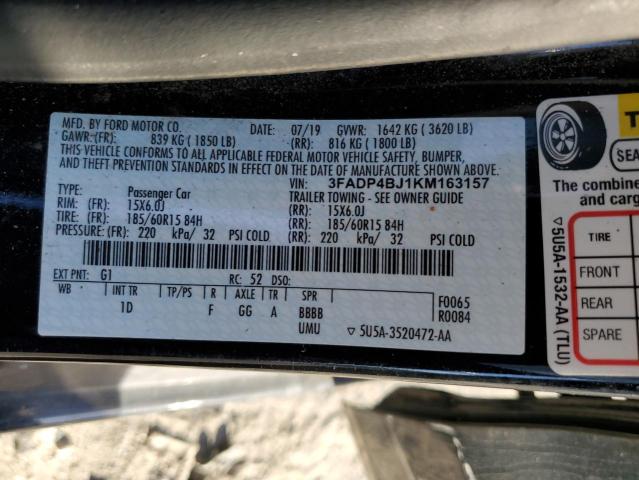 MFD. BY FORD MOTOR CO. DATE: 07/19 GVWR: 1642 KG ( 3620 LB)
GAWR: (FR): 839 KG ( 1850 LB) (RR): 816 KG ( 1800 LB)
THIS VEHICLE CONFORMS TO ALL APPLICABLE FEDERAL MOTOR VEHICLE SAFETY, BUMPER,
AND THEFT PREVENTION STANDARDS IN EFFECT ON THE DATE OF MANUFACTURE SHOWN ABOVE.
VIN: 3FADP4BJ1KM163157
TYPE: Passenger Car TRAILER TOWING - SEE OWNER GUIDE
RIM: (FR): 15X6.0J (RR): 15X6.0J
TIRE: (FR): 185/60R15 84H (RR): 185/60R15 84H
PRESSURE: (FR): 220 kPa/ 32 PSI COLD (RR): 220 kPa/ 32 PSI COLD
EXT PNT: G1 RC: 52 DSO:
WB INT TR TP/PS R AXLE TR SPR F0065
1D F GG A BBBB R0084
UMU ▽5U5A-3520472-AA
T
SEA
The combine
and carg
TIRE
FRONT
REAR
SPARE
▽5U5A-1532-AA (TLU)